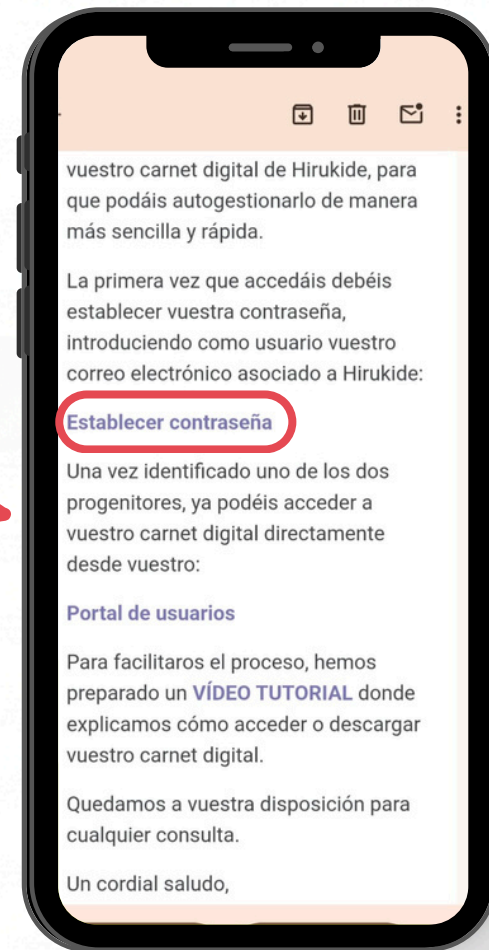 vuestro carnet digital de Hirukide, para
que podáis autogestionarlo de manera
más sencilla y rápida.
La primera vez que accedáis debéis
establecer vuestra contraseña,
introduciendo como usuario vuestro
correo electrónico asociado a Hirukide:
Establecer contraseña
Una vez identificado uno de los dos
progenitores, ya podéis acceder a
vuestro carnet digital directamente
desde vuestro:
Portal de usuarios
Para facilitaros el proceso, hemos
preparado un VÍDEO TUTORIAL donde
explicamos cómo acceder o descargar
vuestro carnet digital.
Quedamos a vuestra disposición para
cualquier consulta.
Un cordial saludo,